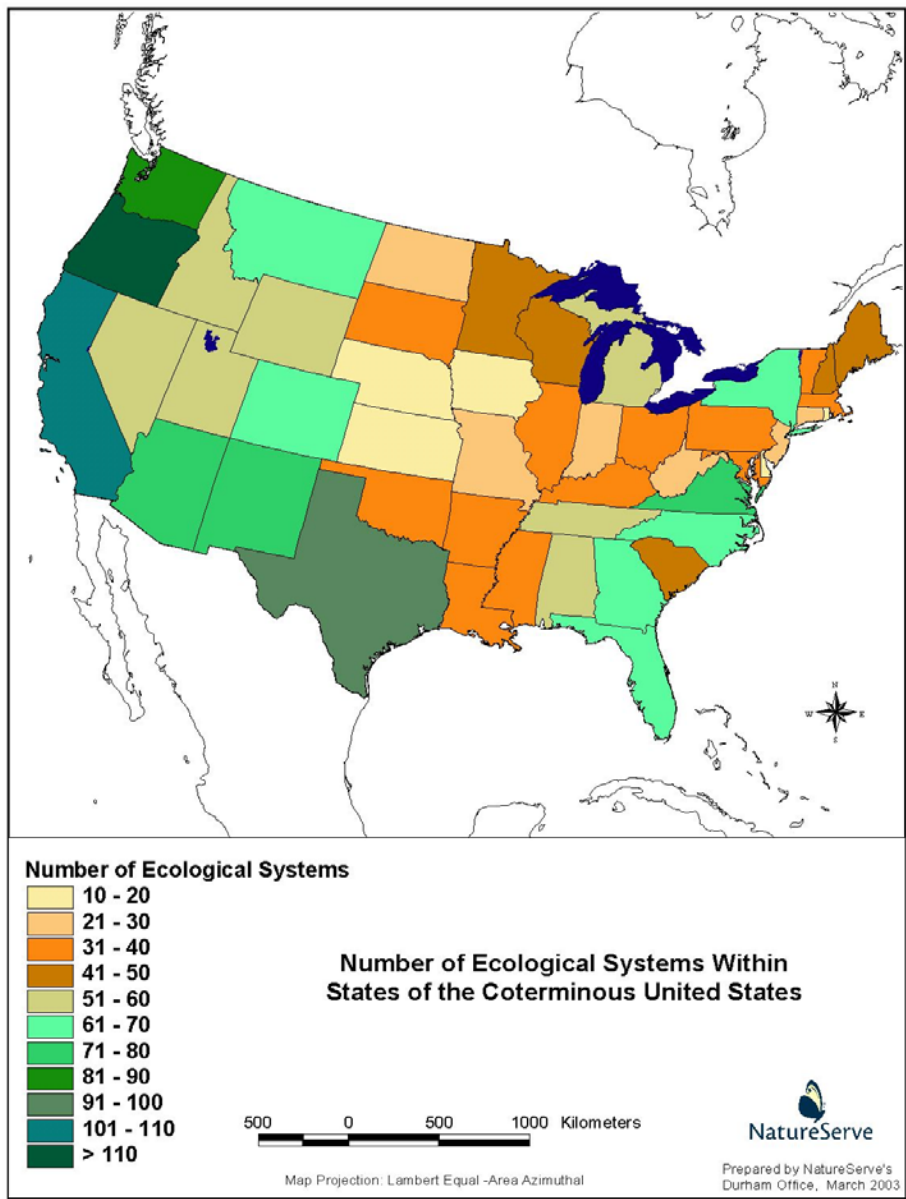 N
W E
S
Number of Ecological Systems
10 - 20
21 - 30
31 - 40
41 - 50
51 - 60
61 - 70
71 - 80
81 - 90
91 - 100
101 - 110
> 110
Number of Ecological Systems Within
States of the Coterminous United States
500 0 500 1000 Kilometers
Map Projection: Lambert Equal -Area Azimuthal
NatureServe
Prepared by NatureServe's
Durham Office, March 2003